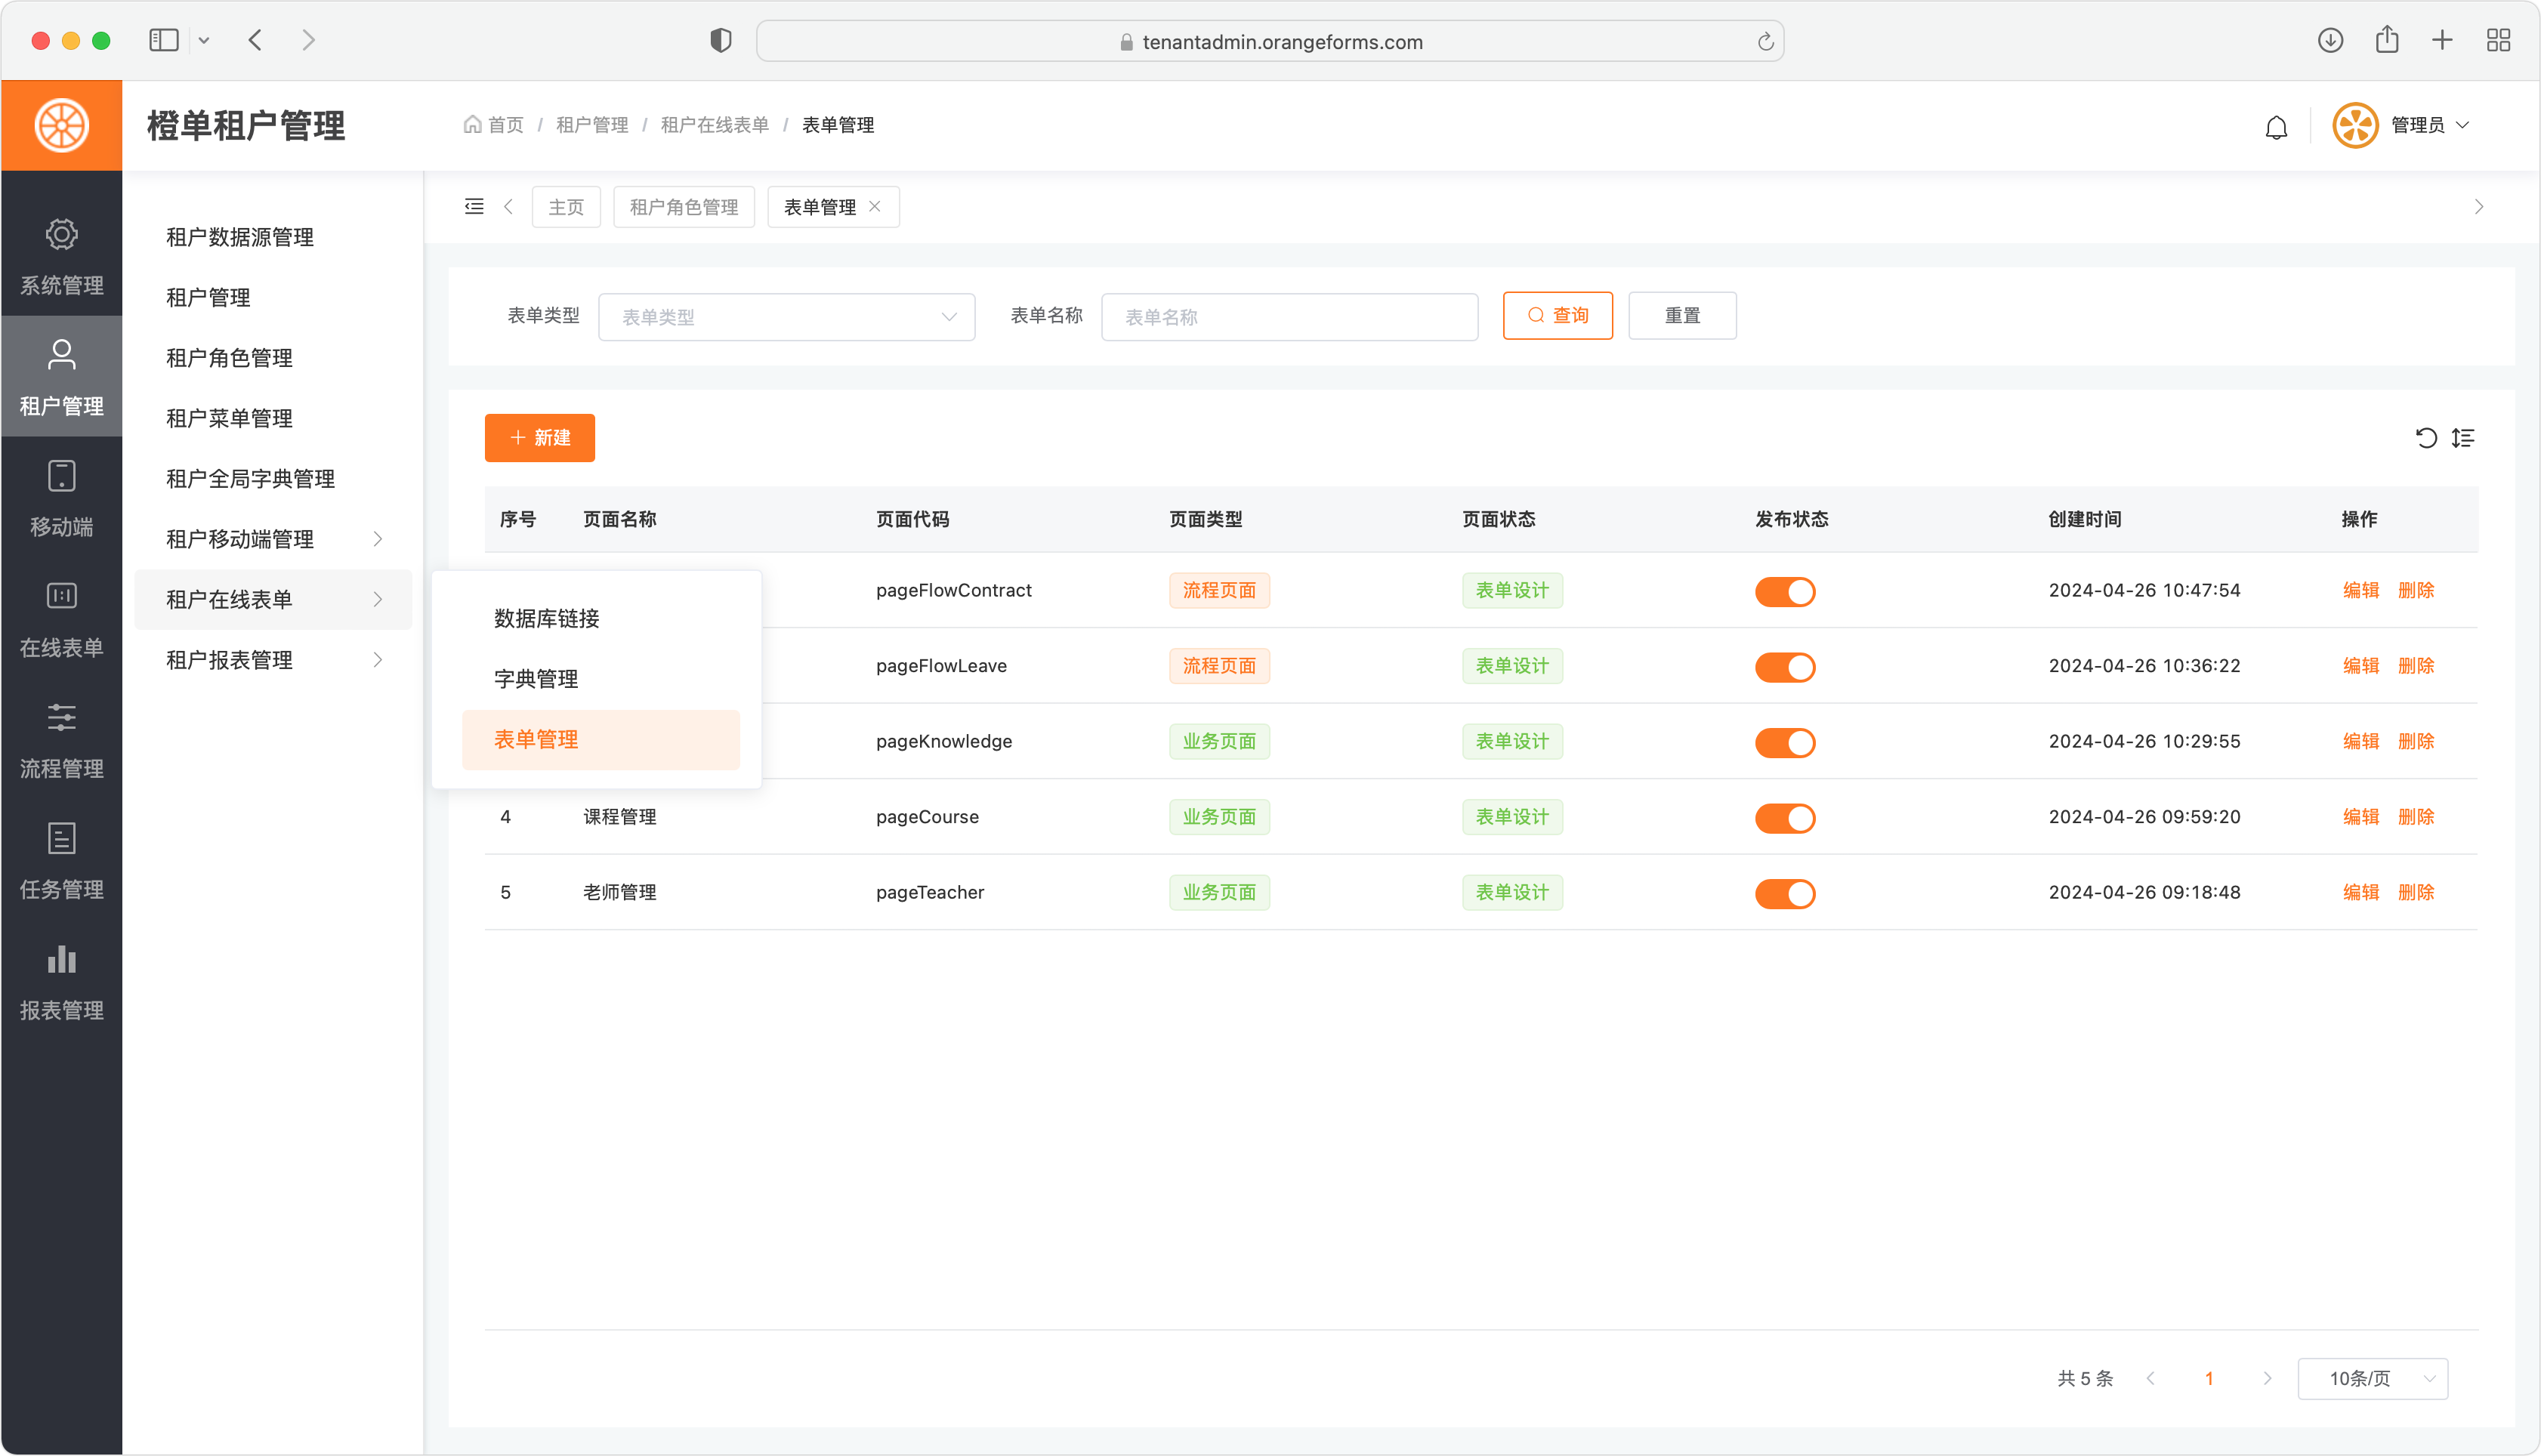 tenantadmin.orangeforms.com
橙单租户管理
首页 / 租户管理 / 租户在线表单 / 表单管理
管理员
主页 租户角色管理 表单管理
系统管理
租户管理
移动端
在线表单
流程管理
任务管理
报表管理
租户数据源管理
租户管理
租户角色管理
租户菜单管理
租户全局字典管理
租户移动端管理
租户在线表单
租户报表管理
数据库链接
字典管理
表单管理
表单类型 表单类型 表单名称 表单名称 查询 重置
新建
序号 页面名称 页面代码 页面类型 页面状态 发布状态 创建时间 操作
pageFlowContract 流程页面 表单设计 2024-04-26 10:47:54 编辑 删除
pageFlowLeave 流程页面 表单设计 2024-04-26 10:36:22 编辑 删除
pageKnowledge 业务页面 表单设计 2024-04-26 10:29:55 编辑 删除
4 课程管理 pageCourse 业务页面 表单设计 2024-04-26 09:59:20 编辑 删除
5 老师管理 pageTeacher 业务页面 表单设计 2024-04-26 09:18:48 编辑 删除
共 5 条 1 10条/页